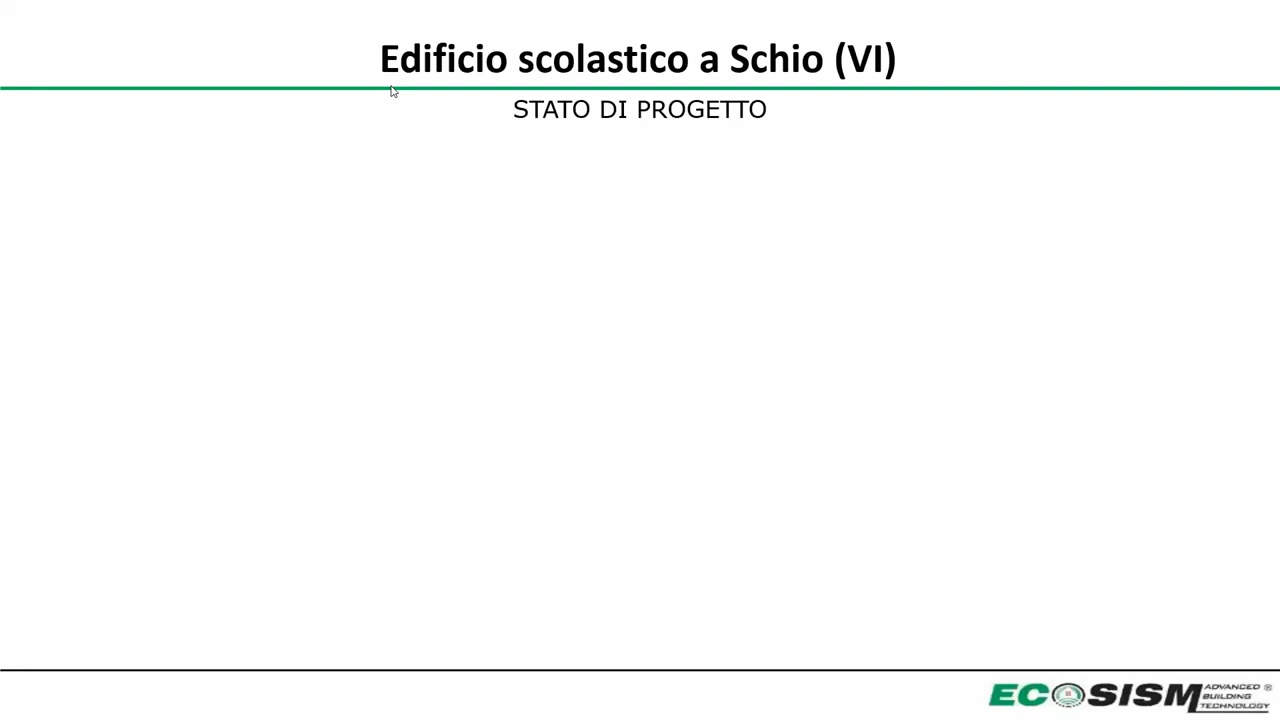 Edificio scolastico a Schio (VI)
STATO DI PROGETTO
ECOSISM ADVANCED ®
BUILDING
TECHNOLOGY